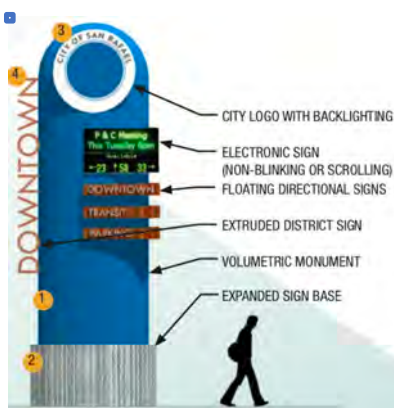 3
CITY OF SAN RAFAEL
4
DOWNTOWN
CITY LOGO WITH BACKLIGHTING
P & C Meeting
This Tuesday 6pm
Available
←23 ↑58 33→
ELECTRONIC SIGN
(NON-BLINKING OR SCROLLING)
DOWNTOWN
FLOATING DIRECTIONAL SIGNS
TRANSIT
PARKING
EXTRUDED DISTRICT SIGN
VOLUMETRIC MONUMENT
1
EXPANDED SIGN BASE
2